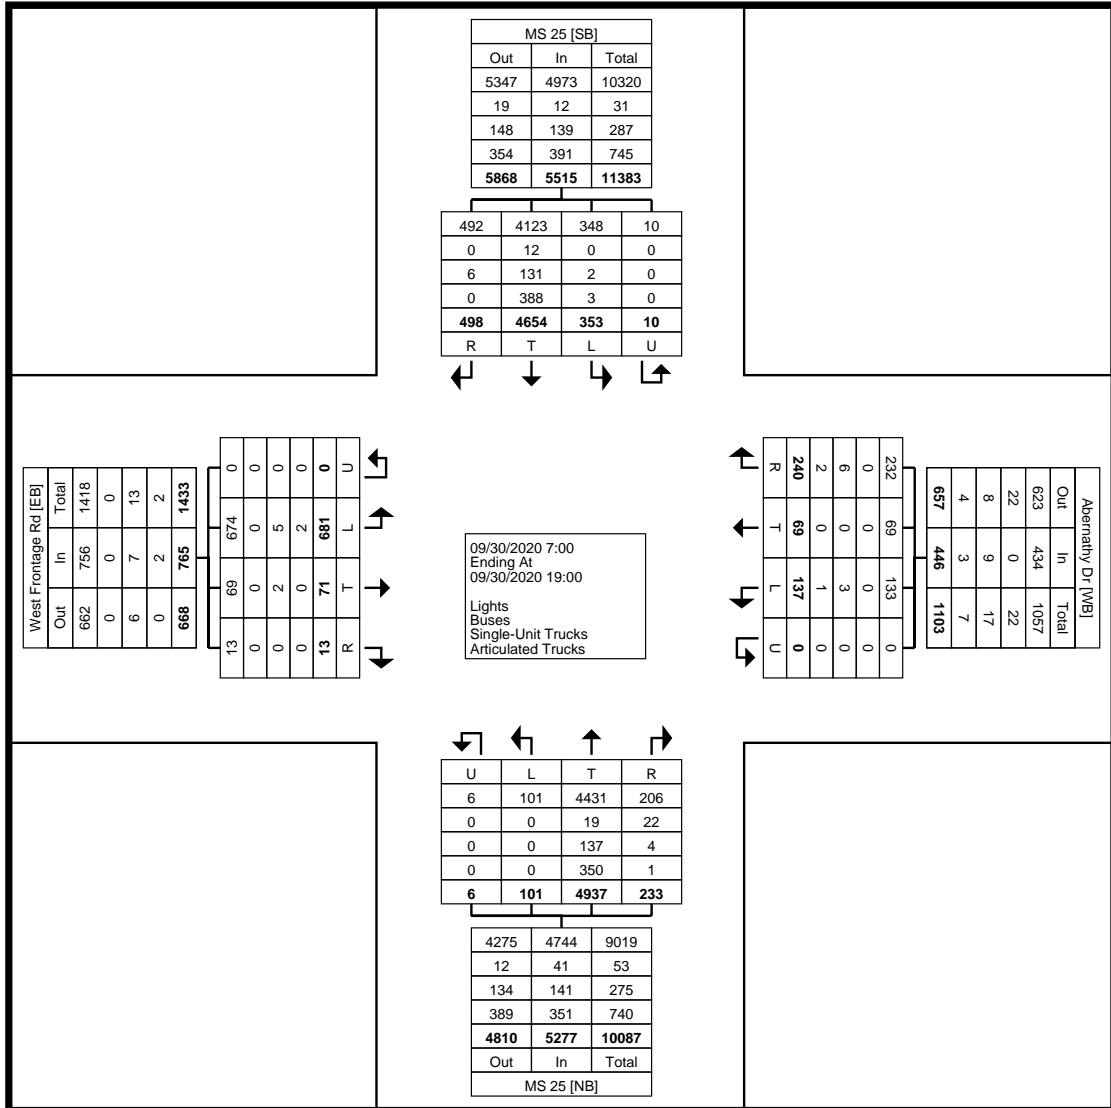 MS 25 [SB]
Out In Total
5347 4973 10320
19 12 31
148 139 287
354 391 745
5868 5515 11383
492 4123 348 10
0 12 0 0
6 131 2 0
0 388 3 0
498 4654 353 10
R T L U
West Frontage Rd [EB]
Out In Total
662 756 1418
0 0 0
6 7 13
0 2 2
668 765 1433
13 69 674 0
0 0 0 0
0 2 5 0
0 0 2 0
13 71 681 0
R T L U
09/30/2020 7:00
Ending At
09/30/2020 19:00
Lights
Buses
Single-Unit Trucks
Articulated Trucks
Abernathy Dr [WB]
Out In Total
623 434 1057
22 0 22
8 9 17
4 3 7
657 446 1103
232 69 133 0
0 0 0 0
6 0 3 0
2 0 1 0
240 69 137 0
R T L U
U L T R
6 101 4431 206
0 0 19 22
0 0 137 4
0 0 350 1
6 101 4937 233
4275 4744 9019
12 41 53
134 141 275
389 351 740
4810 5277 10087
Out In Total
MS 25 [NB]